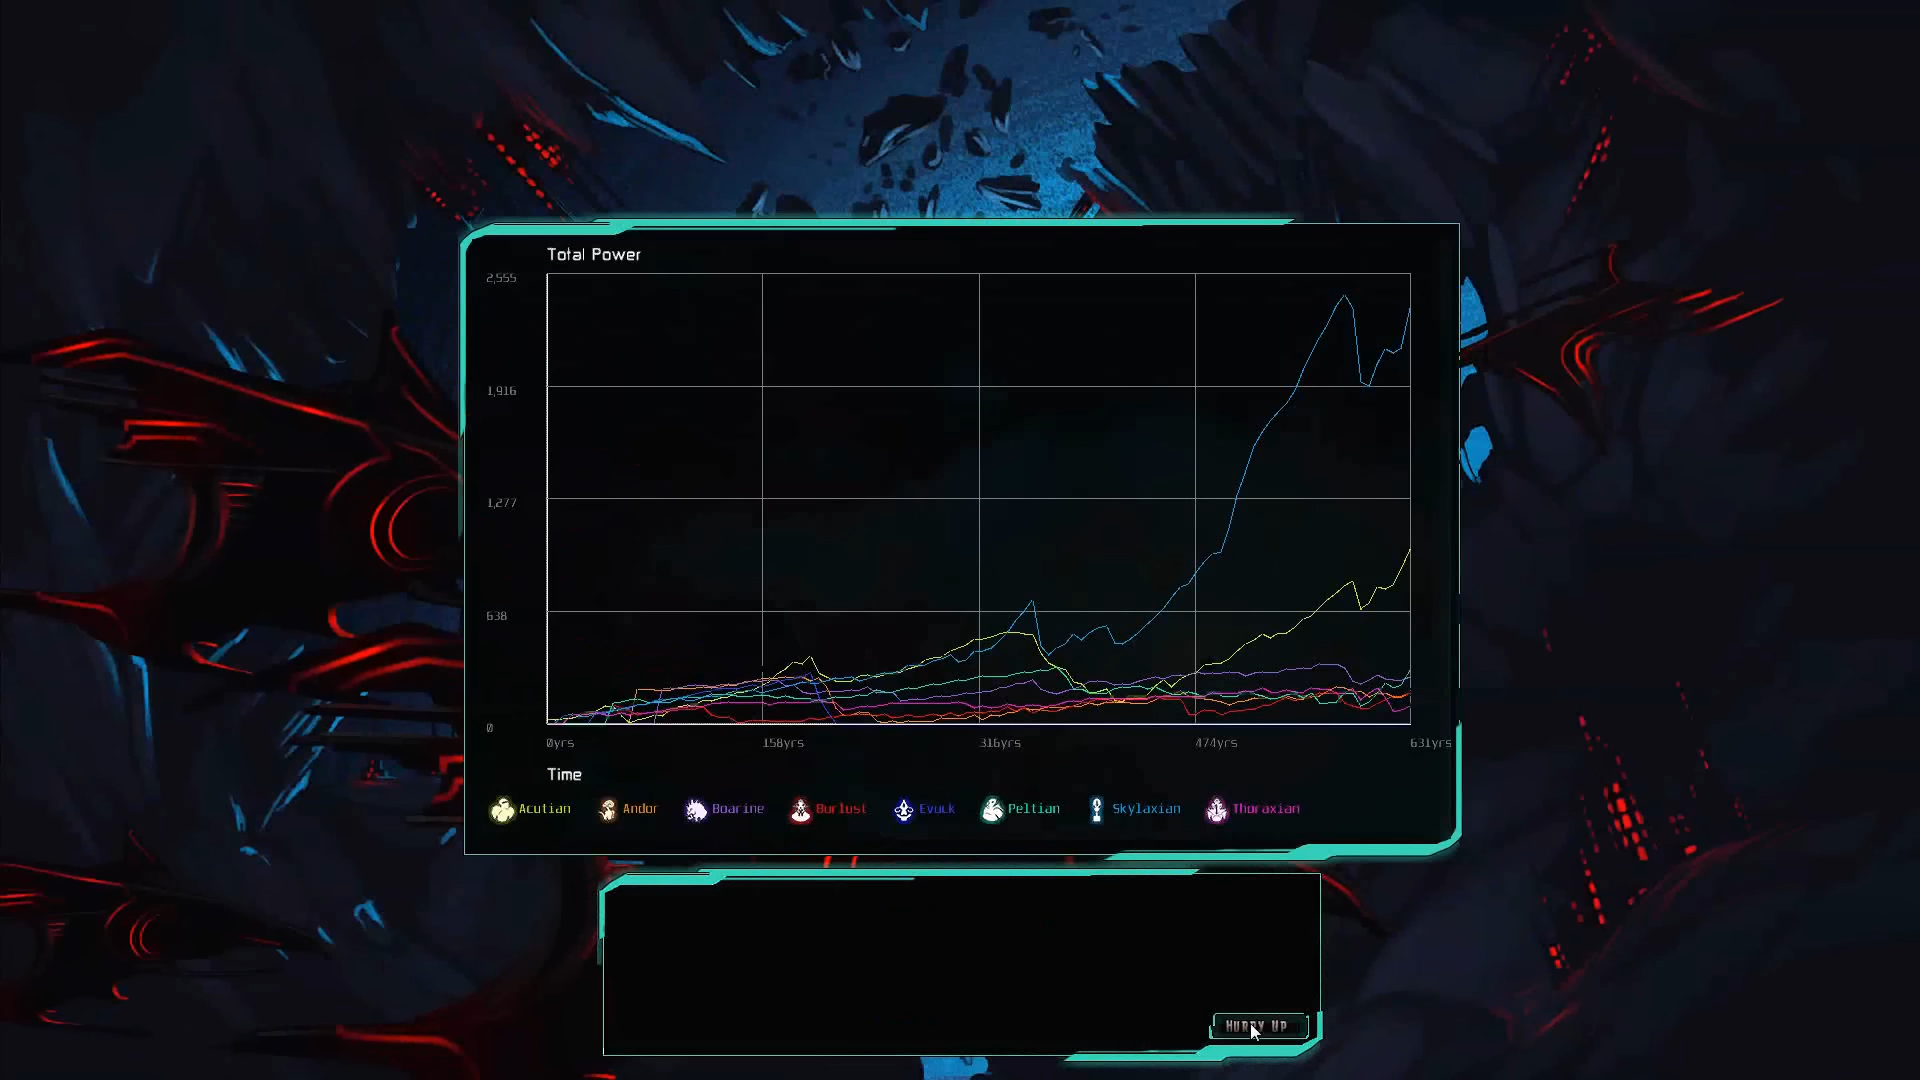 Total Power
2,555
1,916
1,277
638
0
0yrs 158yrs 316yrs 474yrs 631yrs
Time
Acutian Andor Boarine Burlust Evuck Peltian Skylaxian Thoraxian
Hurry Up